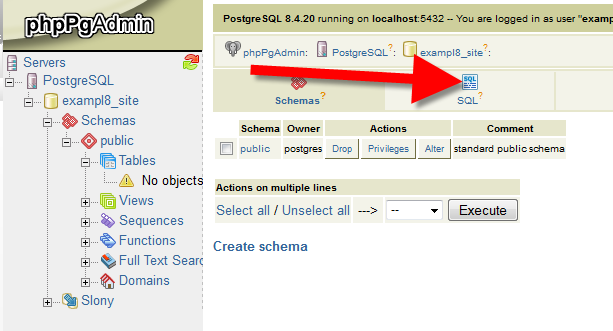 phpPgAdmin
Servers
PostgreSQL
exampl8_site
Schemas
public
Tables
No objects
Views
Sequences
Functions
Full Text Sear
Domains
Slony
PostgreSQL 8.4.20 running on localhost:5432 -- You are logged in as user "exam
phpPgAdmin: PostgreSQL?: exampl8_site?:
Schemas? SQL?
Schema Owner Actions Comment
public postgres Drop Privileges Alter standard public schema
Actions on multiple lines
Select all / Unselect all ---> -- Execute
Create schema